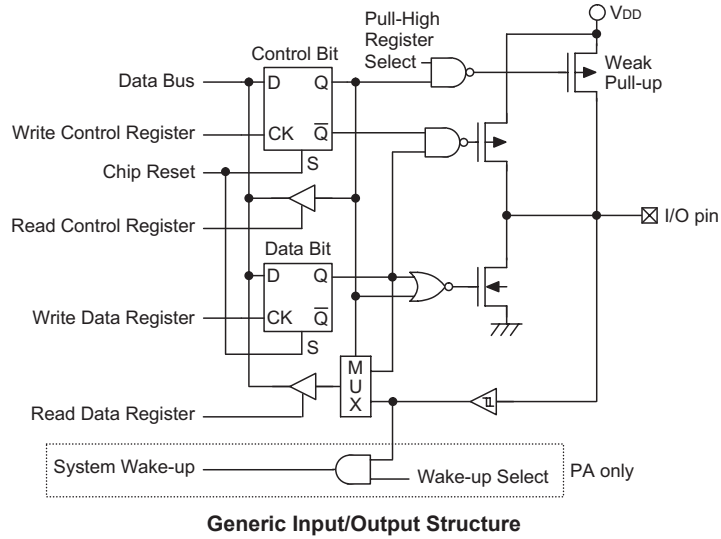 VDD
Pull-High
Register
Select
Control Bit
Weak
Pull-up
Data Bus
D
Q
Write Control Register
CK
Q
Chip Reset
S
Read Control Register
I/O pin
Data Bit
D
Q
Write Data Register
CK
Q
S
M
U
X
Read Data Register
System Wake-up
Wake-up Select
PA only
Generic Input/Output Structure